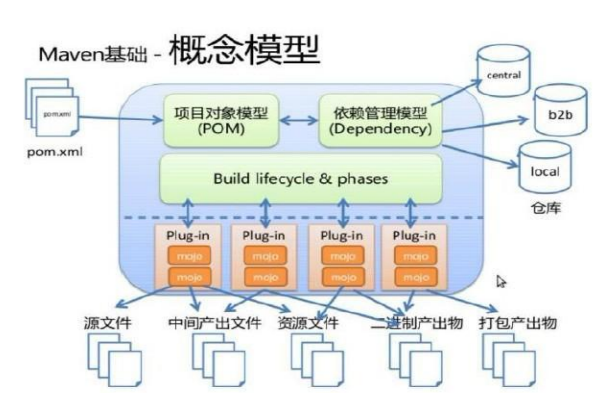 Maven基础 - 概念模型
central
pom.xml
项目对象模型
(POM)
依赖管理模型
(Dependency)
b2b
pom.xml
local
Build lifecycle & phases
仓库
Plug-in
Plug-in
Plug-in
Plug-in
mojo
mojo
mojo
mojo
mojo
mojo
mojo
mojo
源文件
中间产出文件
资源文件
二进制产出物
打包产出物